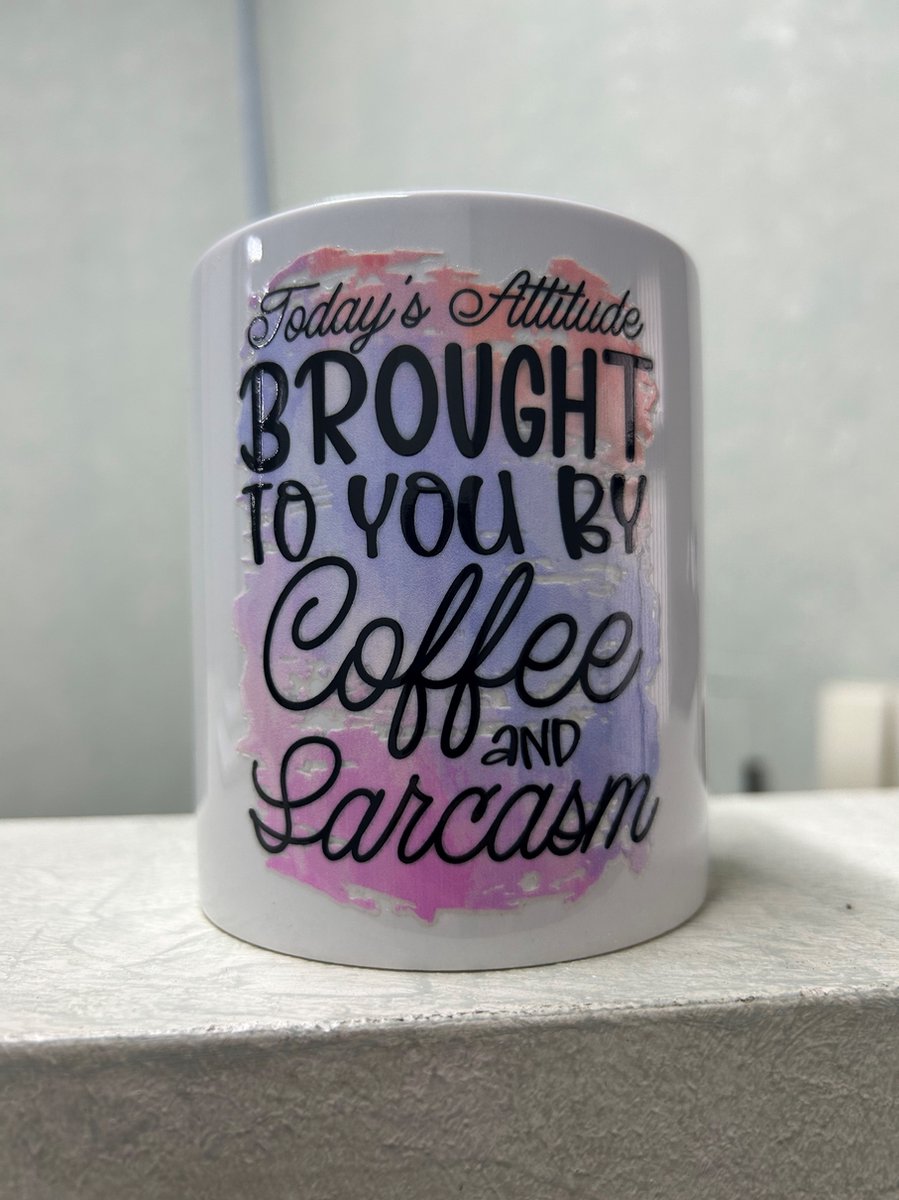 Today's Attitude
BROUGHT
TO YOU BY
Coffee
AND
Sarcasm